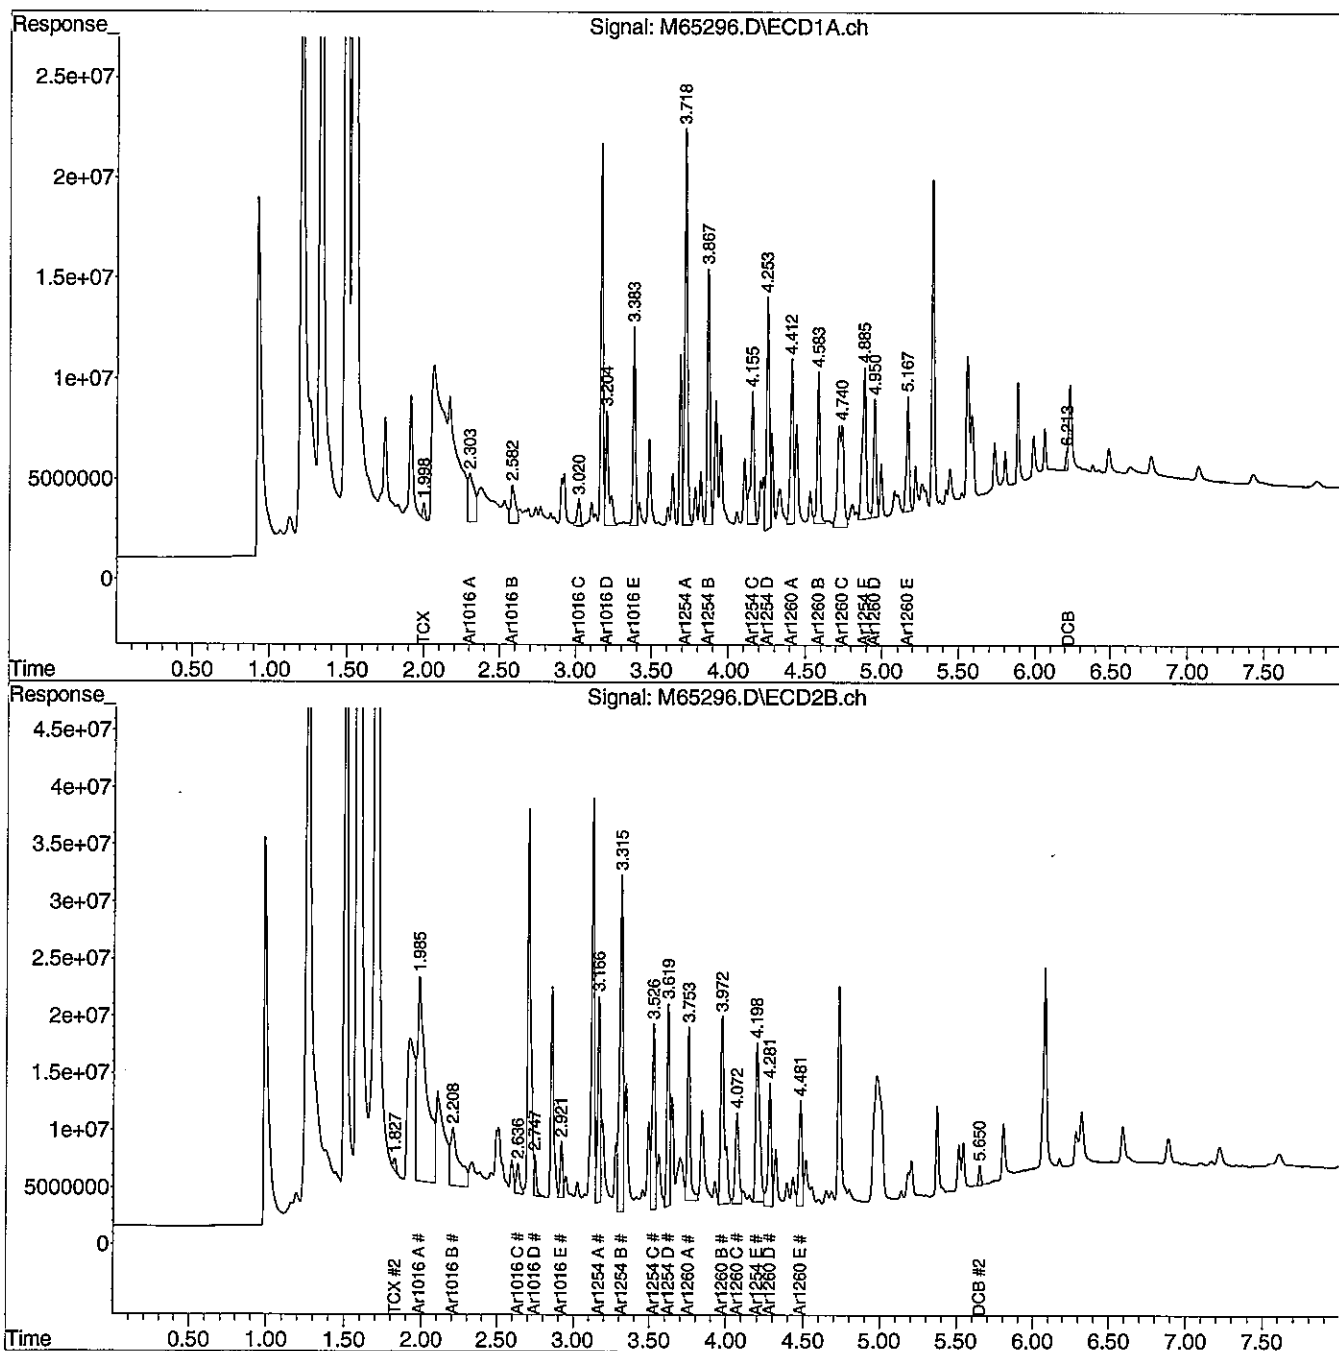 Response_
Signal: M65296.D\ECD1A.ch
2.5e+07
2e+07
1.5e+07
1e+07
5000000
0
1.998
2.303
2.582
3.020
3.204
3.383
3.718
3.867
4.155
4.253
4.412
4.583
4.740
4.885
4.950
5.167
6.213
TCX
Ar1016 A
Ar1016 B
Ar1016 C
Ar1016 D
Ar1016 E
Ar1254 A
Ar1254 B
Ar1254 C
Ar1254 D
Ar1260 A
Ar1260 B
Ar1260 C
Ar1254 E
Ar1260 D
Ar1260 E
DCB
Time
0.50 1.00 1.50 2.00 2.50 3.00 3.50 4.00 4.50 5.00 5.50 6.00 6.50 7.00 7.50
Response_
Signal: M65296.D\ECD2B.ch
4.5e+07
4e+07
3.5e+07
3e+07
2.5e+07
2e+07
1.5e+07
1e+07
5000000
0
1.827
1.985
2.208
2.636
2.747
2.921
3.166
3.315
3.526
3.619
3.753
3.972
4.072
4.198
4.281
4.481
5.650
TCX #2
Ar1016 A #
Ar1016 B #
Ar1016 C #
Ar1016 D #
Ar1016 E #
Ar1254 A #
Ar1254 B #
Ar1254 C #
Ar1254 D #
Ar1260 A #
Ar1260 B #
Ar1260 C #
Ar1254 E #
Ar1260 D #
Ar1260 E #
DCB #2
Time
0.50 1.00 1.50 2.00 2.50 3.00 3.50 4.00 4.50 5.00 5.50 6.00 6.50 7.00 7.50